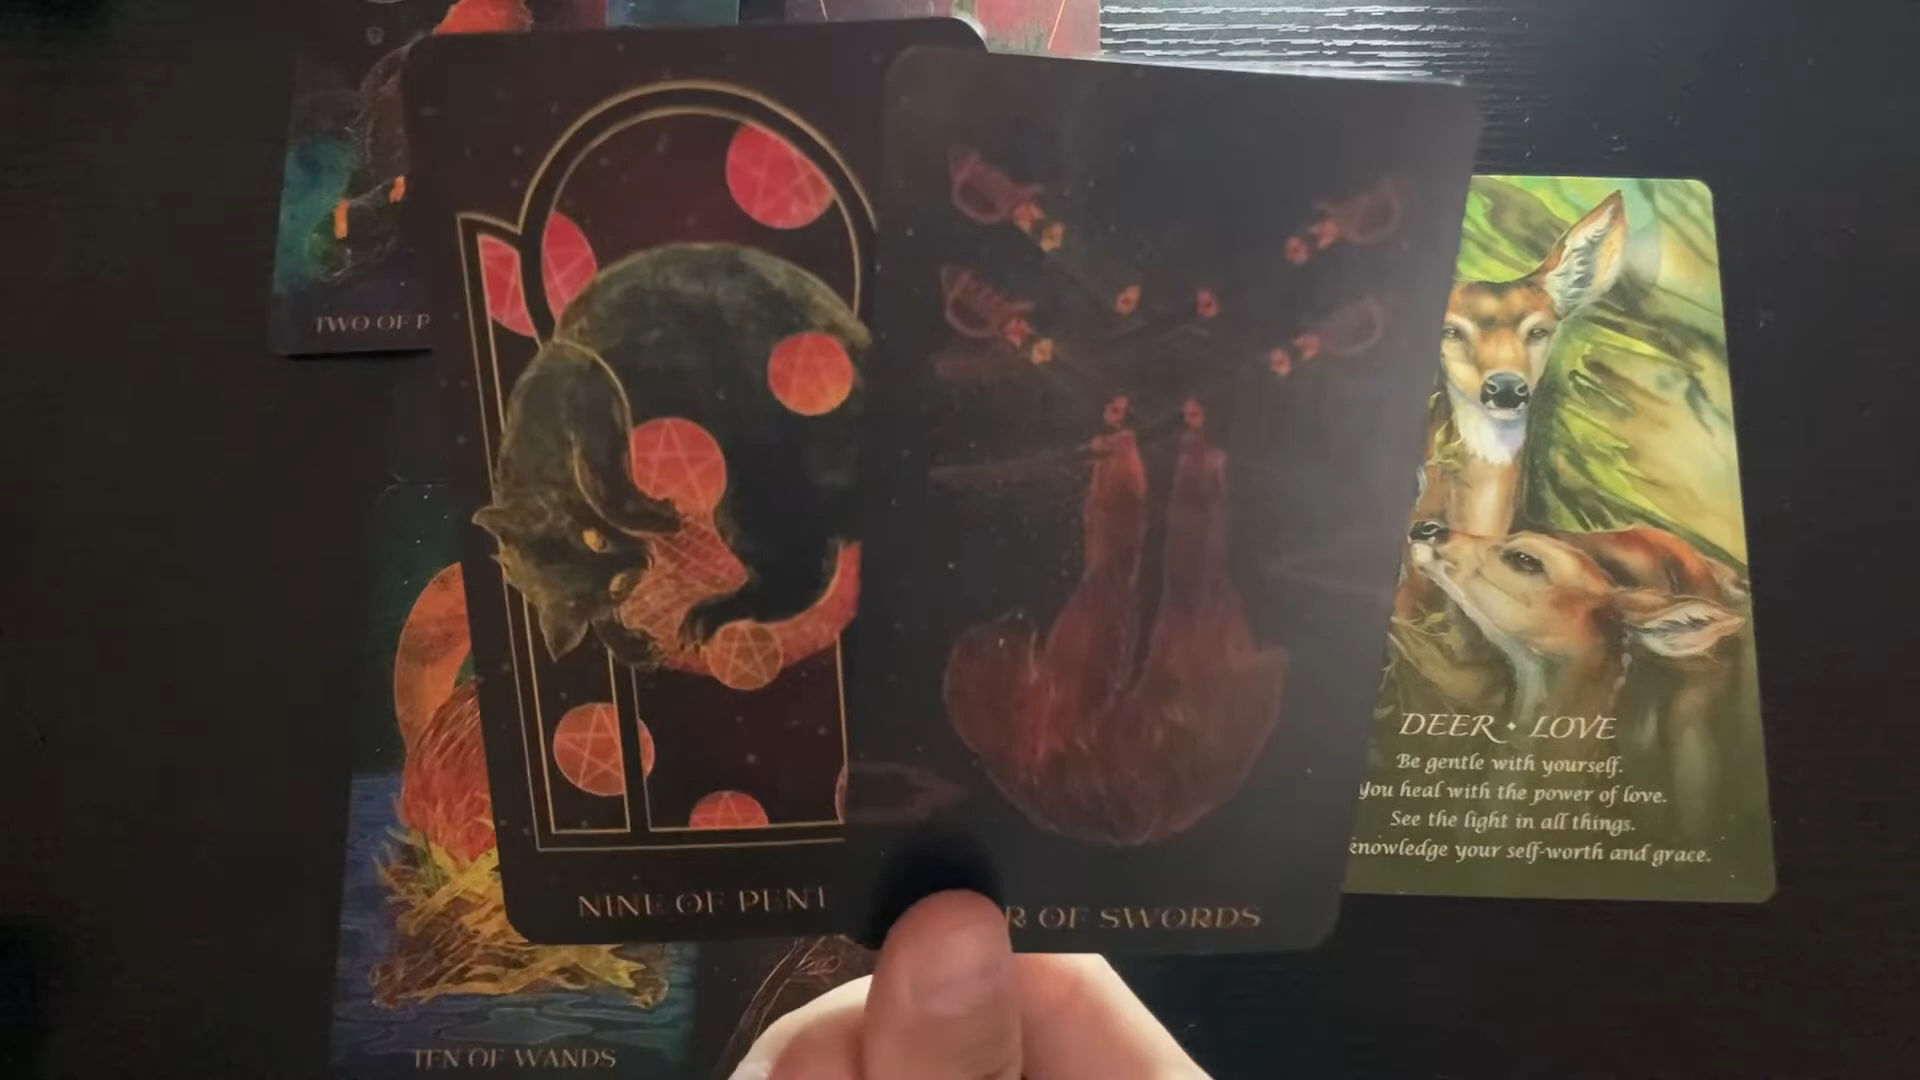 TWO OF P
NINE OF PENT
R OF SWORDS
TEN OF WANDS
DEER • LOVE
Be gentle with yourself.
You heal with the power of love.
See the light in all things.
knowledge your self-worth and grace.